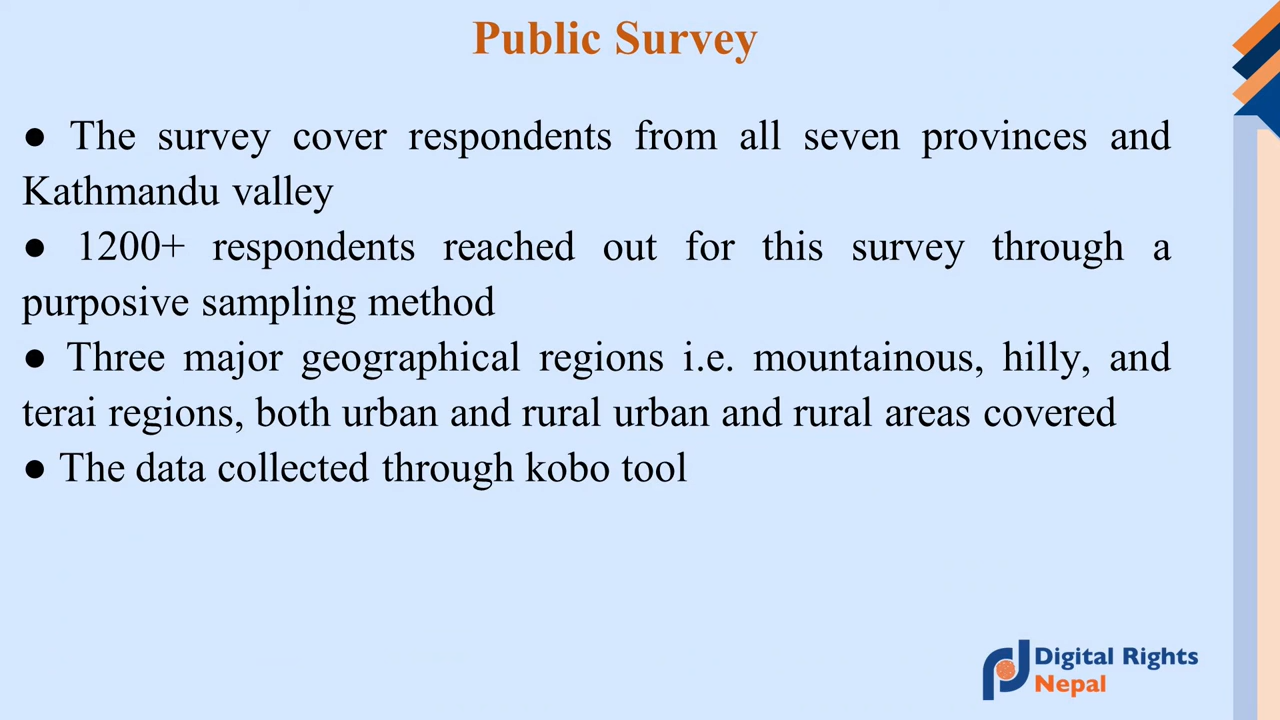 Public Survey
● The survey cover respondents from all seven provinces and
Kathmandu valley
● 1200+ respondents reached out for this survey through a
purposive sampling method
● Three major geographical regions i.e. mountainous, hilly, and
terai regions, both urban and rural urban and rural areas covered
● The data collected through kobo tool
Digital Rights
Nepal